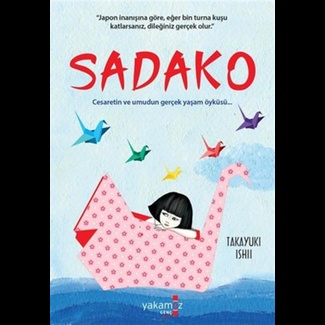 "Japon inanışına göre, eğer bin turna kuşu
katlarsanız, dileğiniz gerçek olur."
SADAKO
Cesaretin ve umudun gerçek yaşam öyküsü...
TAKAYUKI
ISHII
yakamoz
GENÇ